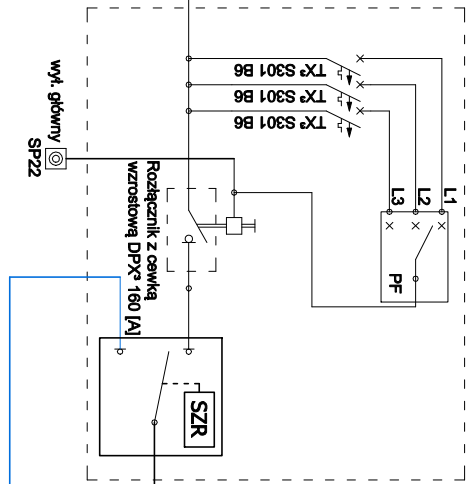 TX³ S301 B6
TX³ S301 B6
TX³ S301 B6
wył. główny
SP22
L1
L2
L3
PF
Rozłącznik z cewką
wzrostową DPX³ 160 [A]
SZR